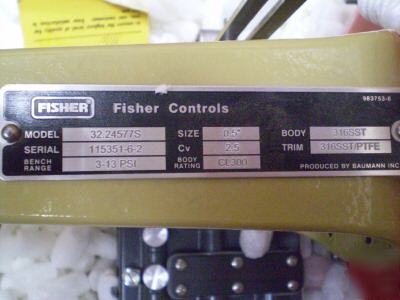 983753-6
FISHER Fisher Controls
MODEL 32.24577S SIZE 0.5" BODY 316SST
SERIAL 115351-6-2 Cv 2.5 TRIM 316SST/PTFE
BENCH RANGE 3-13 PSI BODY RATING CL300 PRODUCED BY BAUMANN INC